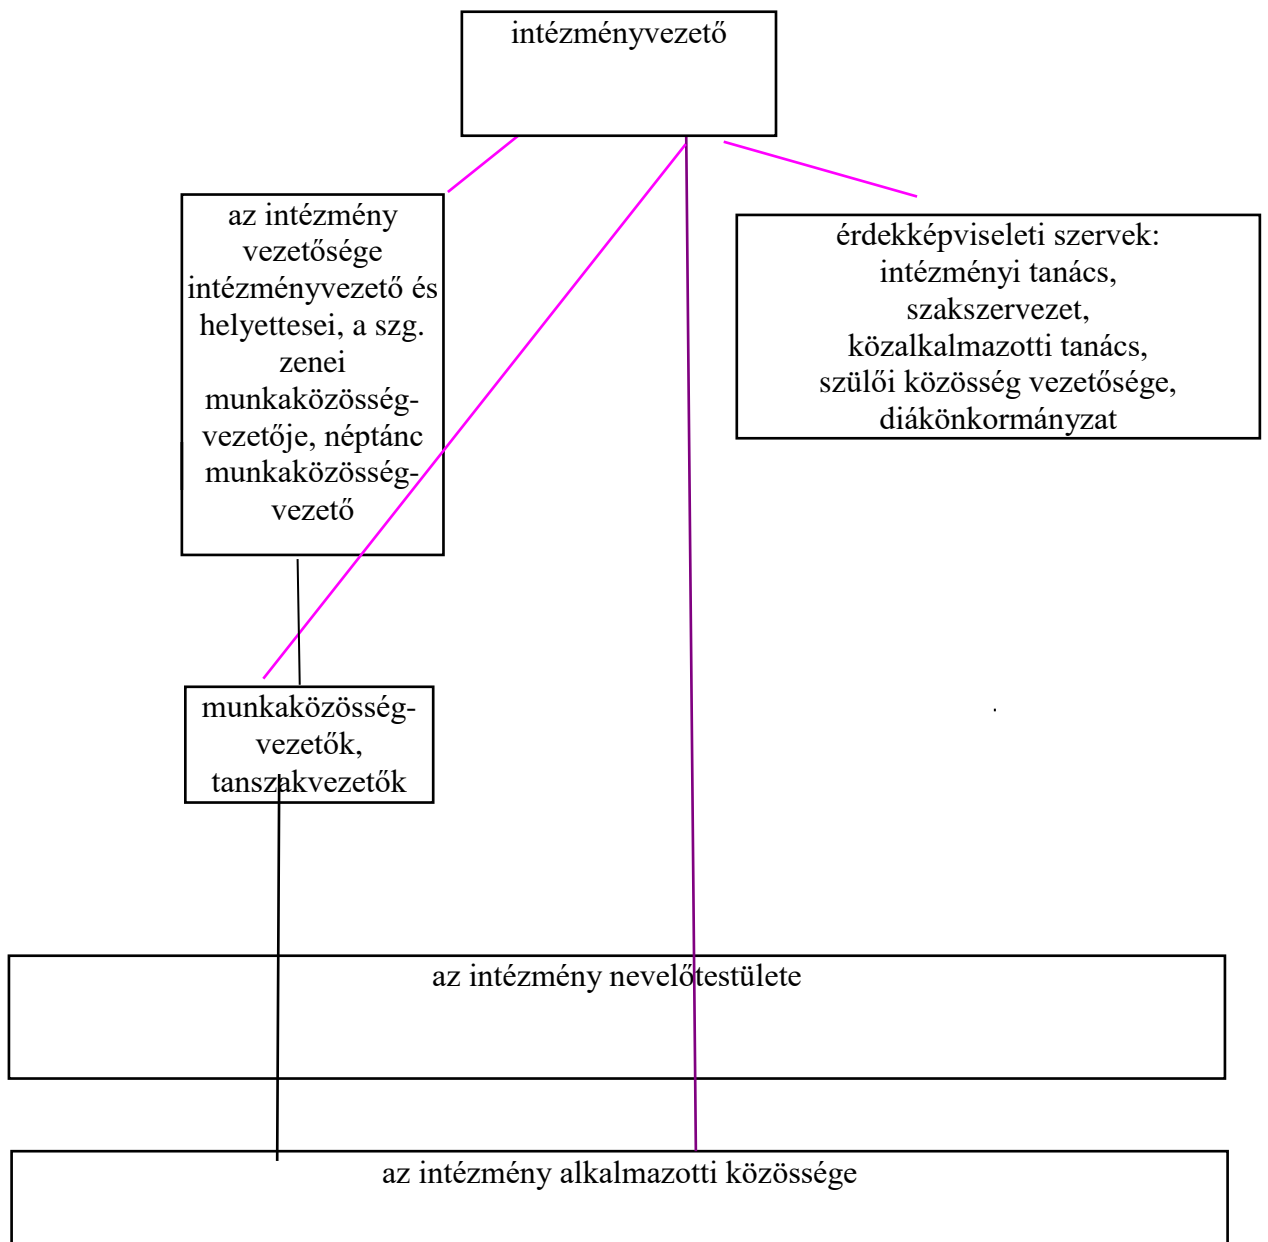 intézményvezető
az intézmény
vezetősége
intézményvezető és
helyettesei, a szg.
zenei
munkaközösség-
vezetője, néptánc
munkaközösség-
vezető
érdekképviseleti szervek:
intézményi tanács,
szakszervezet,
közalkalmazotti tanács,
szülői közösség vezetősége,
diákönkormányzat
munkaközösség-
vezetők,
tanszakvezetők
.
az intézmény nevelőtestülete
az intézmény alkalmazotti közössége